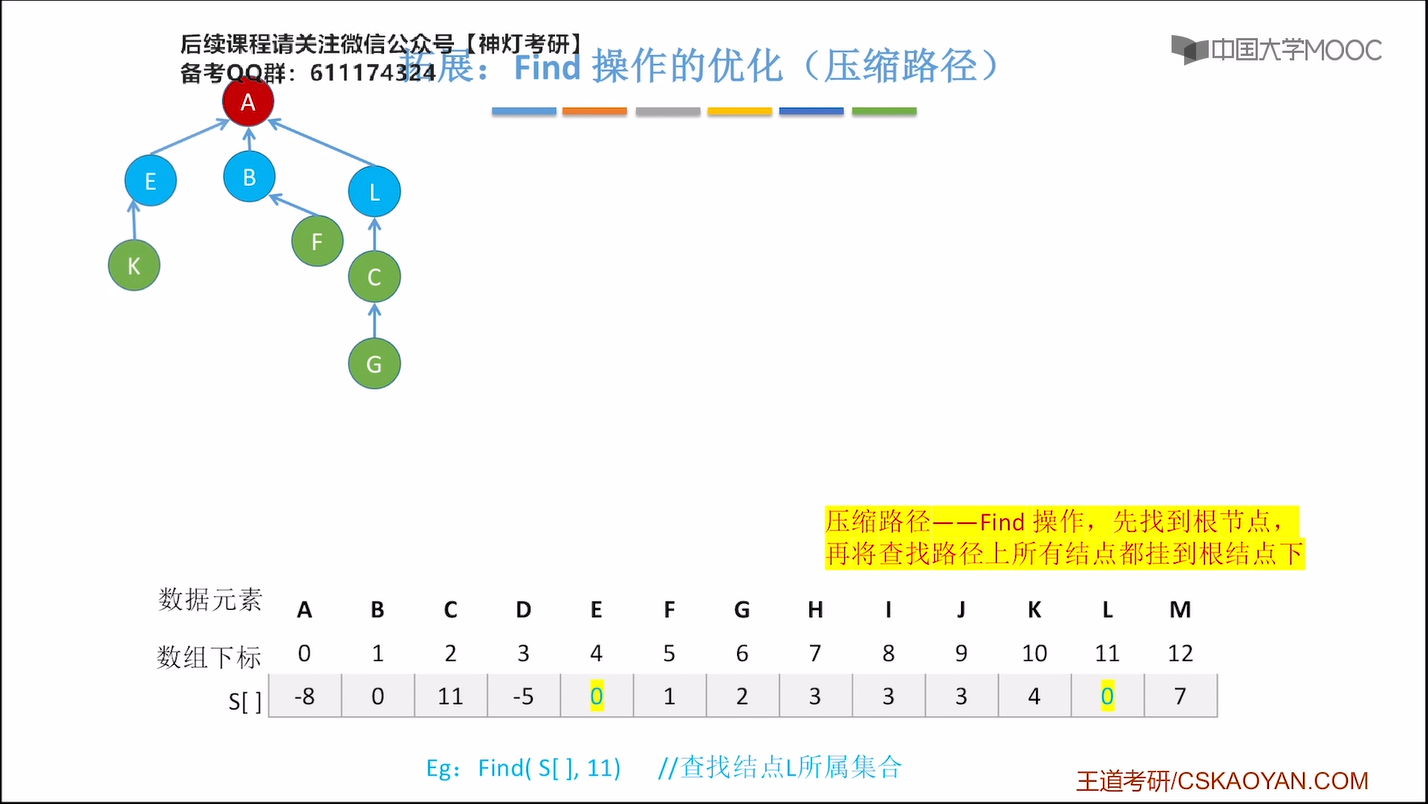 后续课程请关注微信公众号【神灯考研】
备考QQ群：611174324
拓展：Find 操作的优化（压缩路径）
中国大学MOOC
A
E
B
L
F
K
C
G
压缩路径——Find 操作，先找到根节点，
再将查找路径上所有结点都挂到根结点下
数据元素 A B C D E F G H I J K L M
数组下标 0 1 2 3 4 5 6 7 8 9 10 11 12
S[ ] -8 0 11 -5 0 1 2 3 3 3 4 0 7
Eg：Find( S[ ], 11) //查找结点L所属集合
王道考研/CSKAOYAN.COM